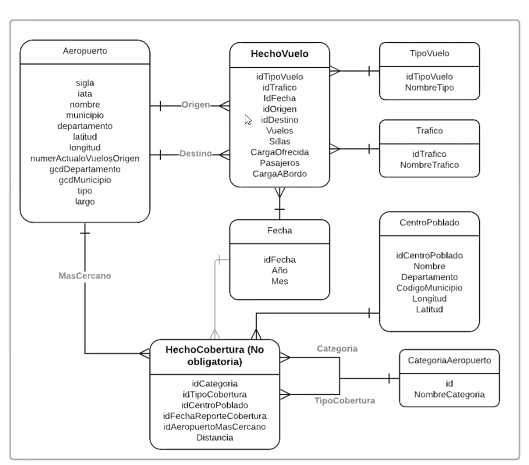 Aeropuerto
sigla
iata
nombre
municipio
departamento
latitud
longitud
numerActualoVuelosOrigen
gcdDepartamento
gcdMunicipio
tipo
largo
Origen
Destino
HechoVuelo
idTipoVuelo
idTrafico
IdFecha
idOrigen
idDestino
Vuelos
Sillas
CargaOfrecida
Pasajeros
CargaABordo
TipoVuelo
idTipoVuelo
NombreTipo
Trafico
idTrafico
NombreTrafico
Fecha
idFecha
Año
Mes
CentroPoblado
idCentroPoblado
Nombre
Departamento
CodigoMunicipio
Longitud
Latitud
MasCercano
HechoCobertura (No
obligatoria)
idCategoria
idTipoCobertura
idCentroPoblado
idFechaReporteCobertura
idAeropuertoMasCercano
Distancia
Categoria
TipoCobertura
CategoriaAeropuerto
id
NombreCategoria